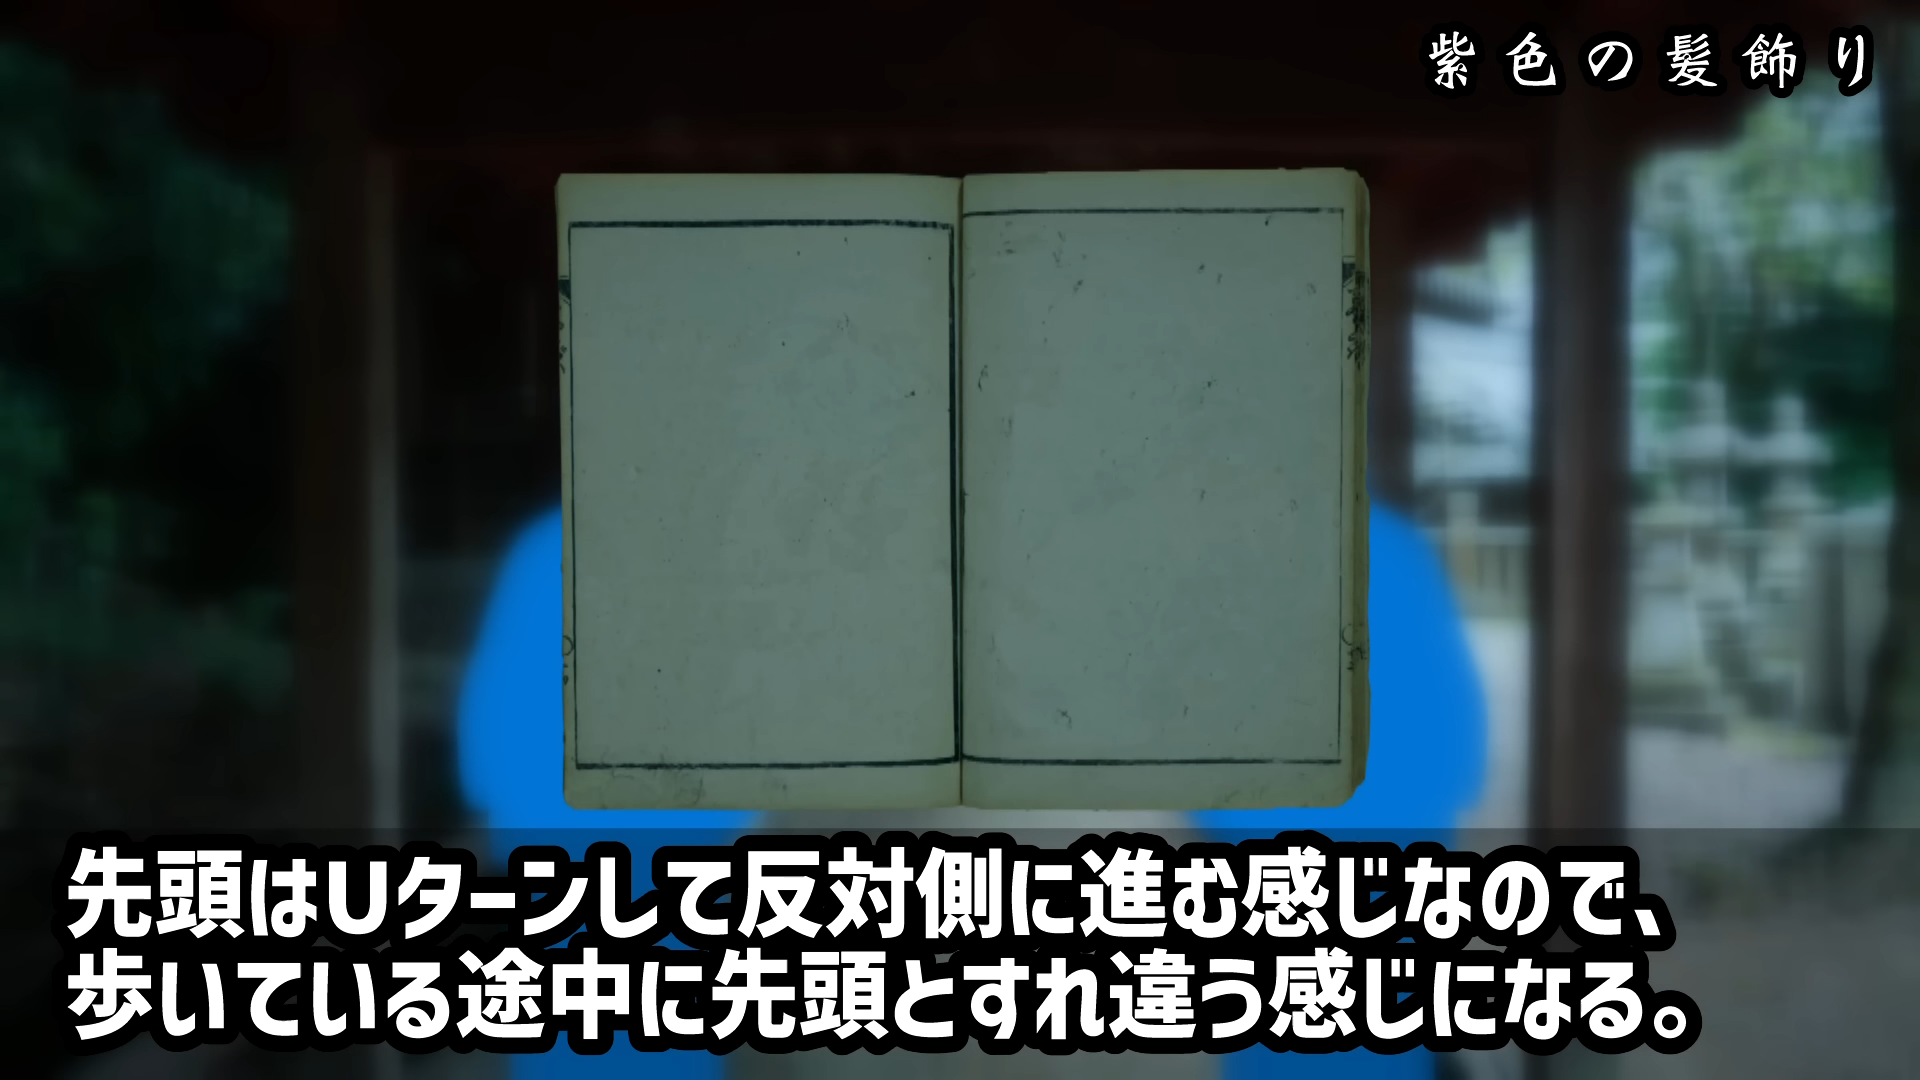 紫色の髪飾り
先頭はUターンして反対側に進む感じなので、
歩いている途中に先頭とすれ違う感じになる。